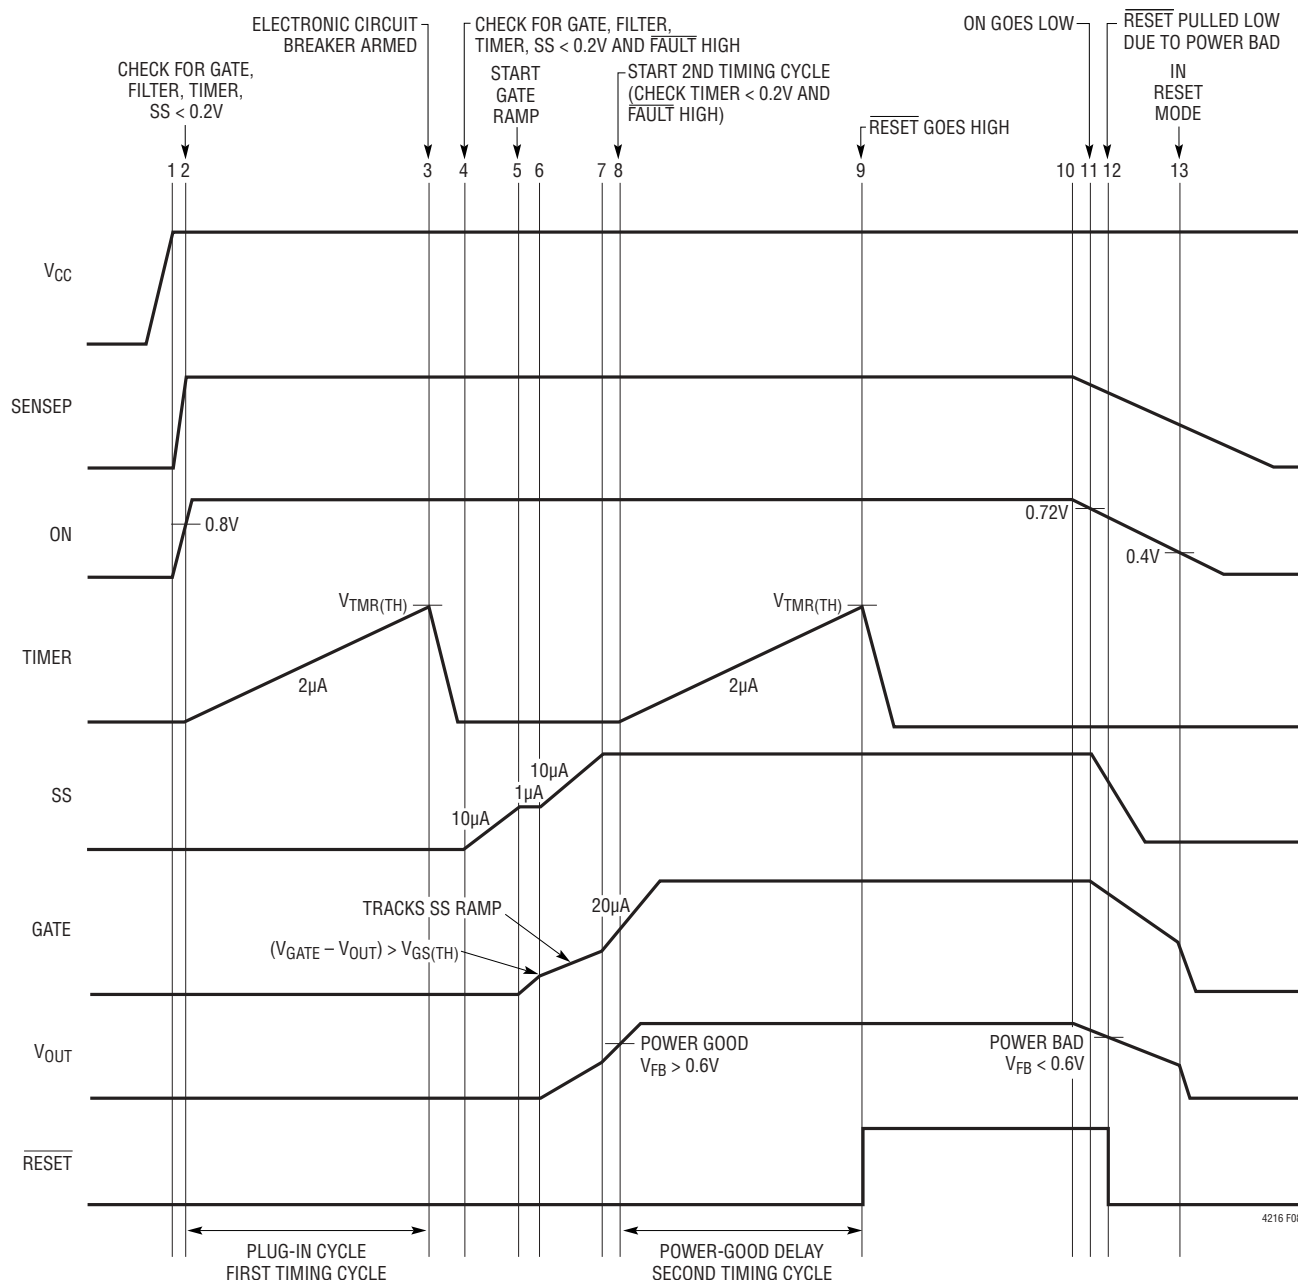 ELECTRONIC CIRCUIT
BREAKER ARMED
CHECK FOR GATE, FILTER,
TIMER, SS < 0.2V AND FAULT HIGH
ON GOES LOW
RESET PULLED LOW
DUE TO POWER BAD
CHECK FOR GATE,
FILTER, TIMER,
SS < 0.2V
START
GATE
RAMP
START 2ND TIMING CYCLE
(CHECK TIMER < 0.2V AND
FAULT HIGH)
IN
RESET
MODE
RESET GOES HIGH
1 2 3 4 5 6 7 8 9 10 11 12 13
VCC
SENSEP
ON
0.8V
0.72V
0.4V
TIMER
VTMR(TH)
2µA
VTMR(TH)
2µA
SS
10µA
1µA
10µA
GATE
TRACKS SS RAMP
(VGATE – VOUT) > VGS(TH)
20µA
VOUT
POWER GOOD
VFB > 0.6V
POWER BAD
VFB < 0.6V
RESET
4216 F08
PLUG-IN CYCLE
FIRST TIMING CYCLE
POWER-GOOD DELAY
SECOND TIMING CYCLE